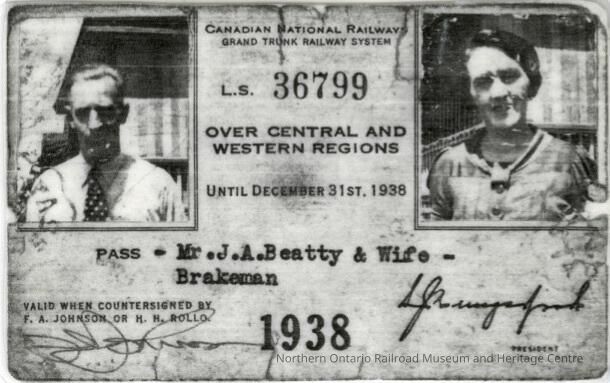 CANADIAN NATIONAL RAILWAYS
GRAND TRUNK RAILWAY SYSTEM
L.S. 36799
OVER CENTRAL AND
WESTERN REGIONS
UNTIL DECEMBER 31ST, 1938
PASS - Mr.J.A.Beatty & Wife -
Brakeman
VALID WHEN COUNTERSIGNED BY
F. A. JOHNSON OR H. H. ROLLO.
1938
PRESIDENT
Northern Ontario Railroad Museum and Heritage Centre